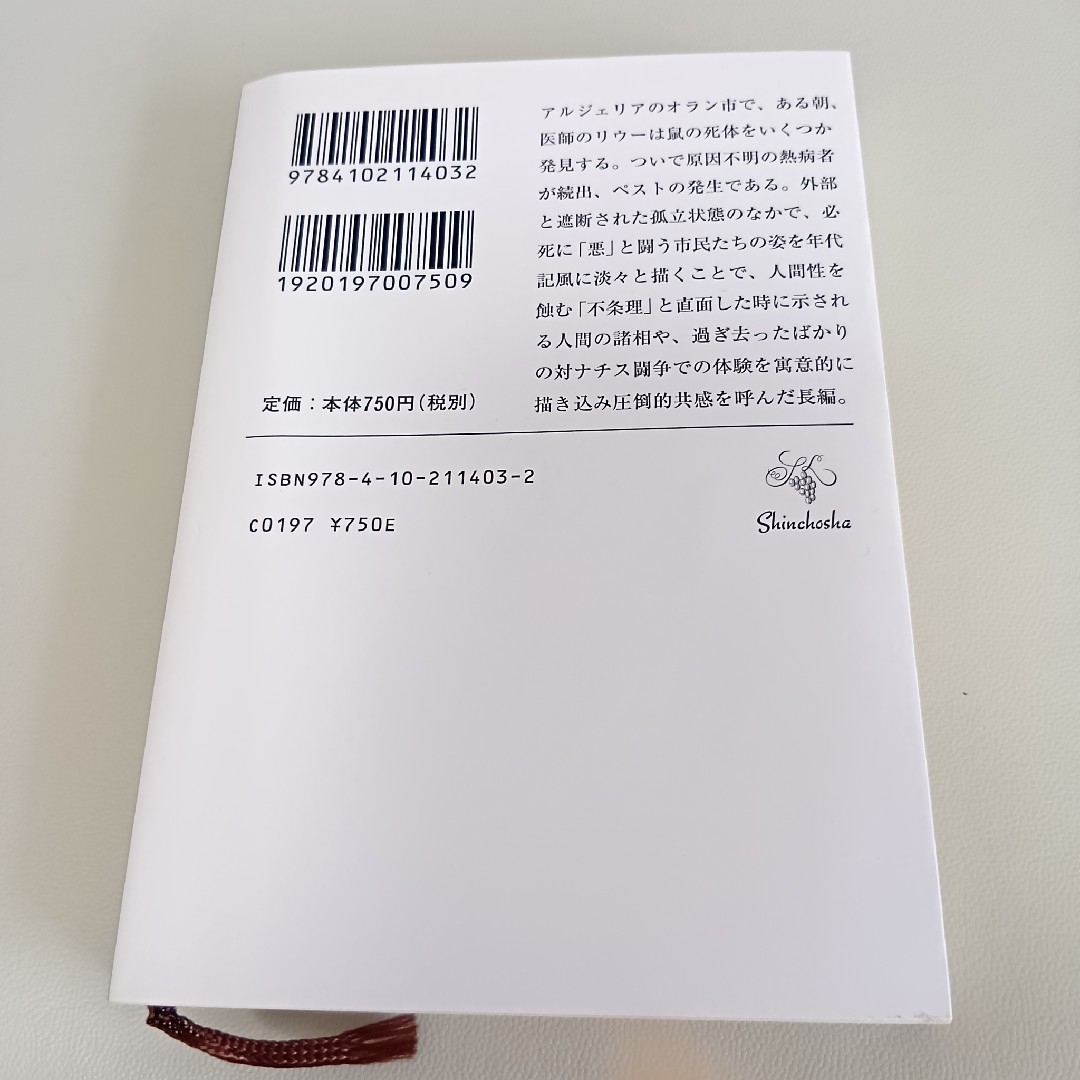 9784102114032
1920197007509
定価：本体750円(税別)
アルジェリアのオラン市で、ある朝、
医師のリウーは鼠の死体をいくつか
発見する。ついで原因不明の熱病者
が続出、ペストの発生である。外部
と遮断された孤立状態のなかで、必
死に「悪」と闘う市民たちの姿を年代
記風に淡々と描くことで、人間性を
蝕む「不条理」と直面した時に示され
る人間の諸相や、過ぎ去ったばかり
の対ナチス闘争での体験を寓意的に
描き込み圧倒的共感を呼んだ長編。
ISBN978-4-10-211403-2
C0197 ¥750E
Shinchosha